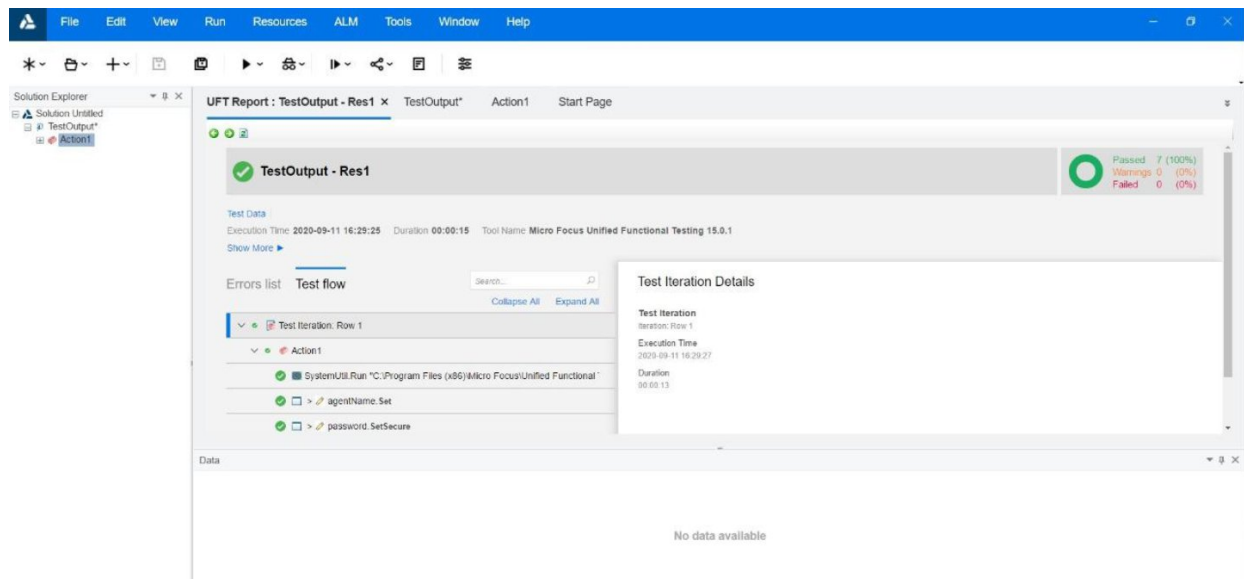 File Edit View Run Resources ALM Tools Window Help
Solution Explorer
Solution Untitled
TestOutput*
Action1
UFT Report : TestOutput - Res1 × TestOutput* Action1 Start Page
TestOutput - Res1
Passed 7 (100%)
Warnings 0 (0%)
Failed 0 (0%)
Test Data
Execution Time 2020-09-11 16:29:25 Duration 00:00:15 Tool Name Micro Focus Unified Functional Testing 15.0.1
Show More
Errors list Test flow
Search...
Collapse All Expand All
Test Iteration: Row 1
Action1
SystemUtil.Run "C:\Program Files (x86)\Micro Focus\Unified Functional
> agentName.Set
> password.SetSecure
Test Iteration Details
Test Iteration
Iteration: Row 1
Execution Time
2020-09-11 16:29:27
Duration
00:00:13
Data
No data available